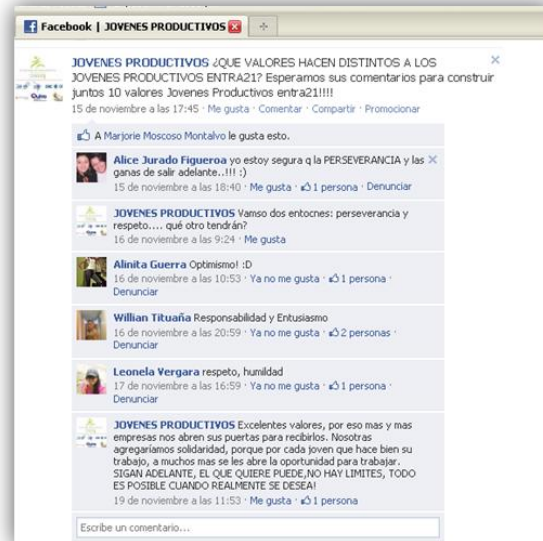 Facebook | JOVENES PRODUCTIVOS
JOVENES PRODUCTIVOS ¿QUE VALORES HACEN DISTINTOS A LOS
JOVENES PRODUCTIVOS ENTRA21? Esperamos sus comentarios para construir
juntos 10 valores Jovenes Productivos entra21!!!!
15 de noviembre a las 17:45 · Me gusta · Comentar · Compartir · Promocionar
A Marjorie Moscoso Montalvo le gusta esto.
Alice Jurado Figueroa yo estoy segura q la PERSEVERANCIA y las
ganas de salir adelante..!!! :)
15 de noviembre a las 18:40 · Me gusta · 1 persona · Denunciar
JOVENES PRODUCTIVOS Vamso dos entocnes: perseverancia y
respeto.... qué otro tendrán?
16 de noviembre a las 9:24 · Me gusta
Alinita Guerra Optimismo! :D
16 de noviembre a las 10:53 · Ya no me gusta · 1 persona ·
Denunciar
Willian Tituaña Responsabilidad y Entusiasmo
16 de noviembre a las 20:59 · Ya no me gusta · 2 personas ·
Denunciar
Leonela Vergara respeto, humildad
17 de noviembre a las 16:59 · Ya no me gusta · 1 persona ·
Denunciar
JOVENES PRODUCTIVOS Excelentes valores, por eso mas y mas
empresas nos abren sus puertas para recibirlos. Nosotras
agregaríamos solidaridad, porque por cada joven que hace bien su
trabajo, a muchos mas se les abre la oportunidad para trabajar.
SIGAN ADELANTE, EL QUE QUIERE PUEDE,NO HAY LIMITES, TODO
ES POSIBLE CUANDO REALMENTE SE DESEA!
19 de noviembre a las 11:53 · Me gusta · 1 persona
Escribe un comentario...